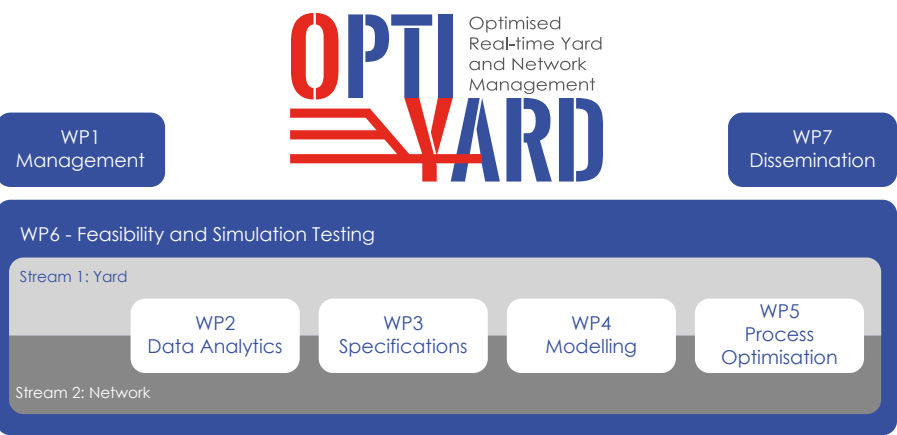 OPTI
YARD
Optimised
Real-time Yard
and Network
Management
WP1
Management
WP7
Dissemination
WP6 - Feasibility and Simulation Testing
Stream 1: Yard
WP2
Data Analytics
WP3
Specifications
WP4
Modelling
WP5
Process
Optimisation
Stream 2: Network